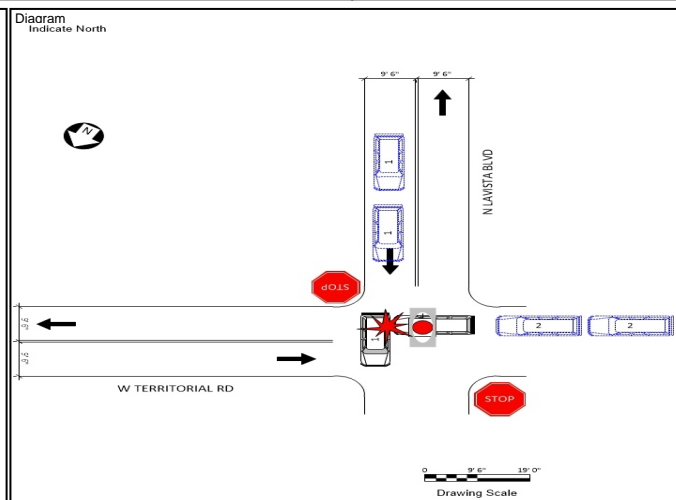 Diagram
Indicate North
9' 6"
9' 6"
N
1
N LAVISTA BLVD
1
STOP
9'6"
2
2
1
9'6"
W TERRITORIAL RD
STOP
0
9' 6"
19' 0"
Drawing Scale